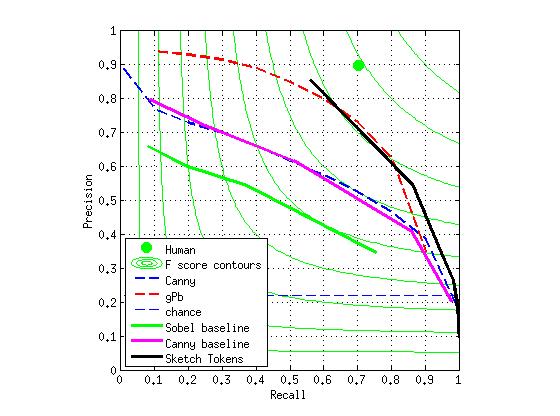 1
0.9
0.8
0.7
0.6
0.5
0.4
0.3
0.2
0.1
0
Precision
Human
F score contours
Canny
gPb
chance
Sobel baseline
Canny baseline
Sketch Tokens
0 0.1 0.2 0.3 0.4 0.5 0.6 0.7 0.8 0.9 1
Recall